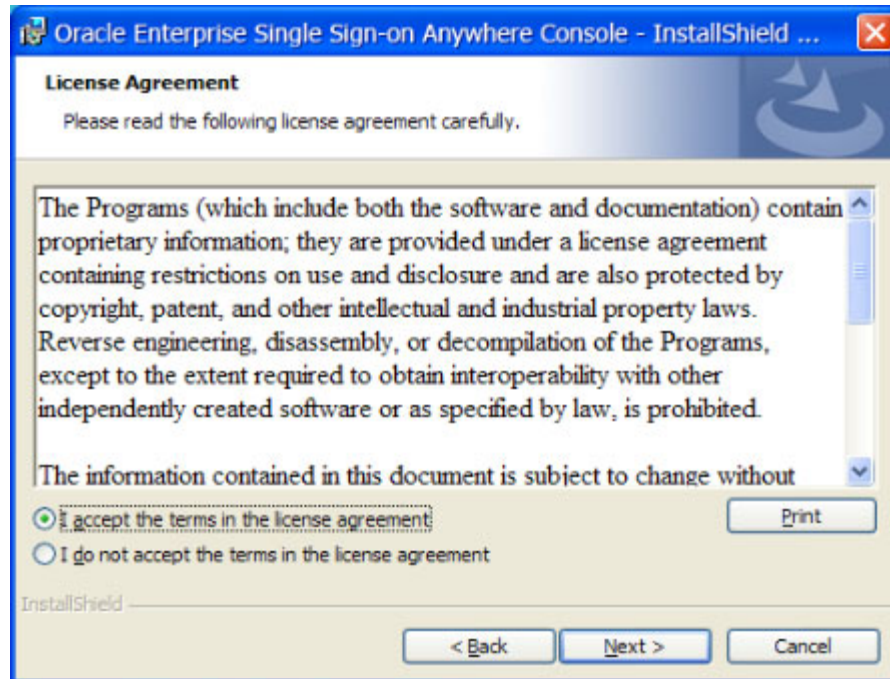 Oracle Enterprise Single Sign-on Anywhere Console - InstallShield ...
License Agreement
Please read the following license agreement carefully.
The Programs (which include both the software and documentation) contain
proprietary information; they are provided under a license agreement
containing restrictions on use and disclosure and are also protected by
copyright, patent, and other intellectual and industrial property laws.
Reverse engineering, disassembly, or decompilation of the Programs,
except to the extent required to obtain interoperability with other
independently created software or as specified by law, is prohibited.
The information contained in this document is subject to change without
I accept the terms in the license agreement
Print
I do not accept the terms in the license agreement
InstallShield
< Back Next > Cancel